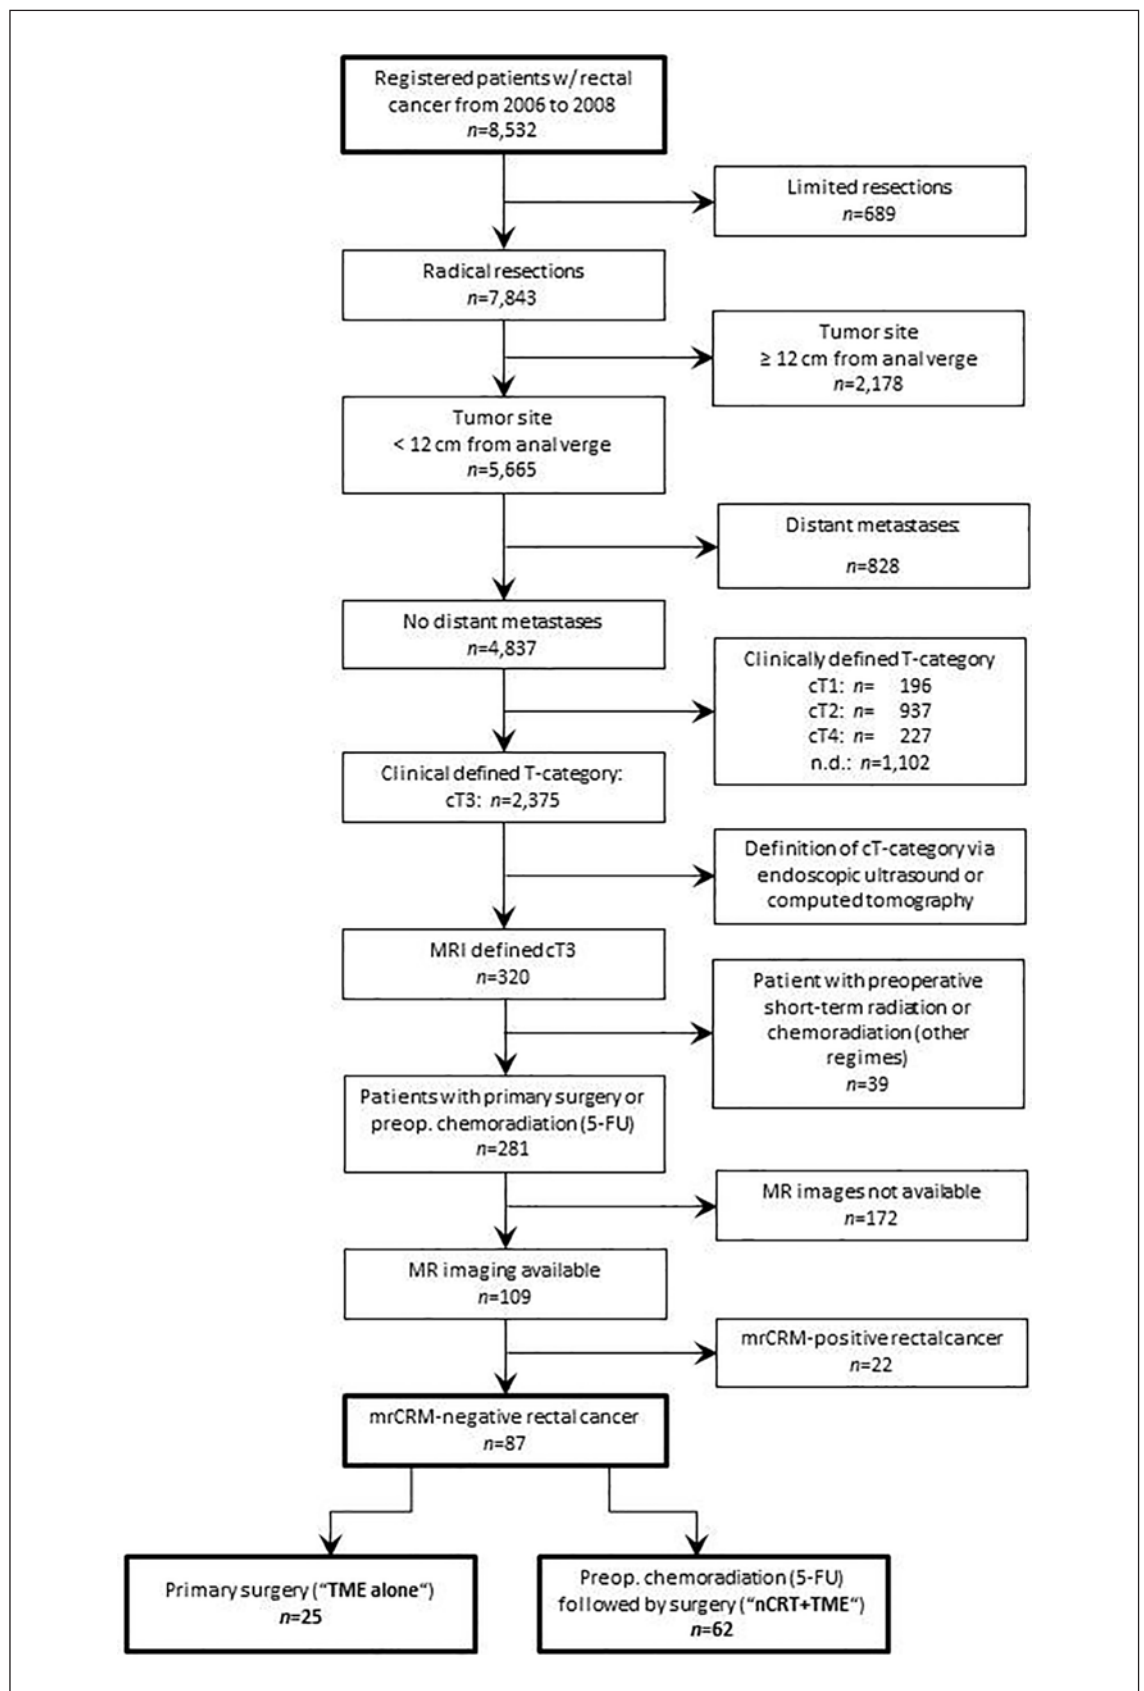 Registered patients w/ rectal
cancer from 2006 to 2008
n=8,532
Limited resections
n=689
Radical resections
n=7,843
Tumor site
≥ 12 cm from anal verge
n=2,178
Tumor site
< 12 cm from anal verge
n=5,665
Distant metastases:
n=828
No distant metastases
n=4,837
Clinically defined T-category
cT1: n= 196
cT2: n= 937
cT4: n= 227
n.d.: n=1,102
Clinical defined T-category:
cT3: n=2,375
Definition of cT-category via
endoscopic ultrasound or
computed tomography
MRI defined cT3
n=320
Patient with preoperative
short-term radiation or
chemoradiation (other
regimes)
n=39
Patients with primary surgery or
preop. chemoradiation (5-FU)
n=281
MR images not available
n=172
MR imaging available
n=109
mrCRM-positive rectal cancer
n=22
mrCRM-negative rectal cancer
n=87
Primary surgery (“TME alone“)
n=25
Preop. chemoradiation (5-FU)
followed by surgery (“nCRT+TME“)
n=62